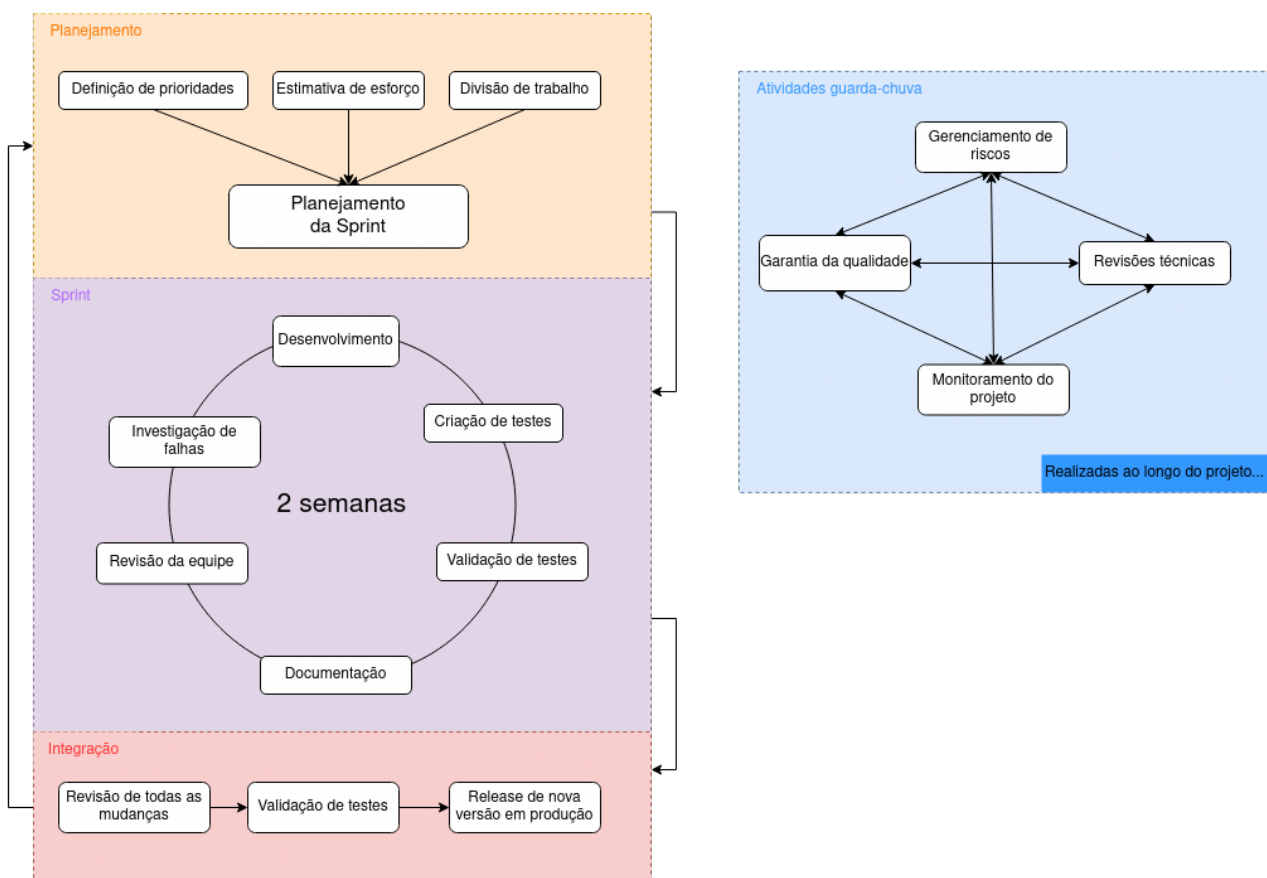 Planejamento
Definição de prioridades
Estimativa de esforço
Divisão de trabalho
Planejamento
da Sprint
Sprint
Desenvolvimento
Criação de testes
Investigação de
falhas
2 semanas
Revisão da equipe
Validação de testes
Documentação
Integração
Revisão de todas as
mudanças
Validação de testes
Release de nova
versão em produção
Atividades guarda-chuva
Gerenciamento de
riscos
Garantia da qualidade
Revisões técnicas
Monitoramento do
projeto
Realizadas ao longo do projeto...